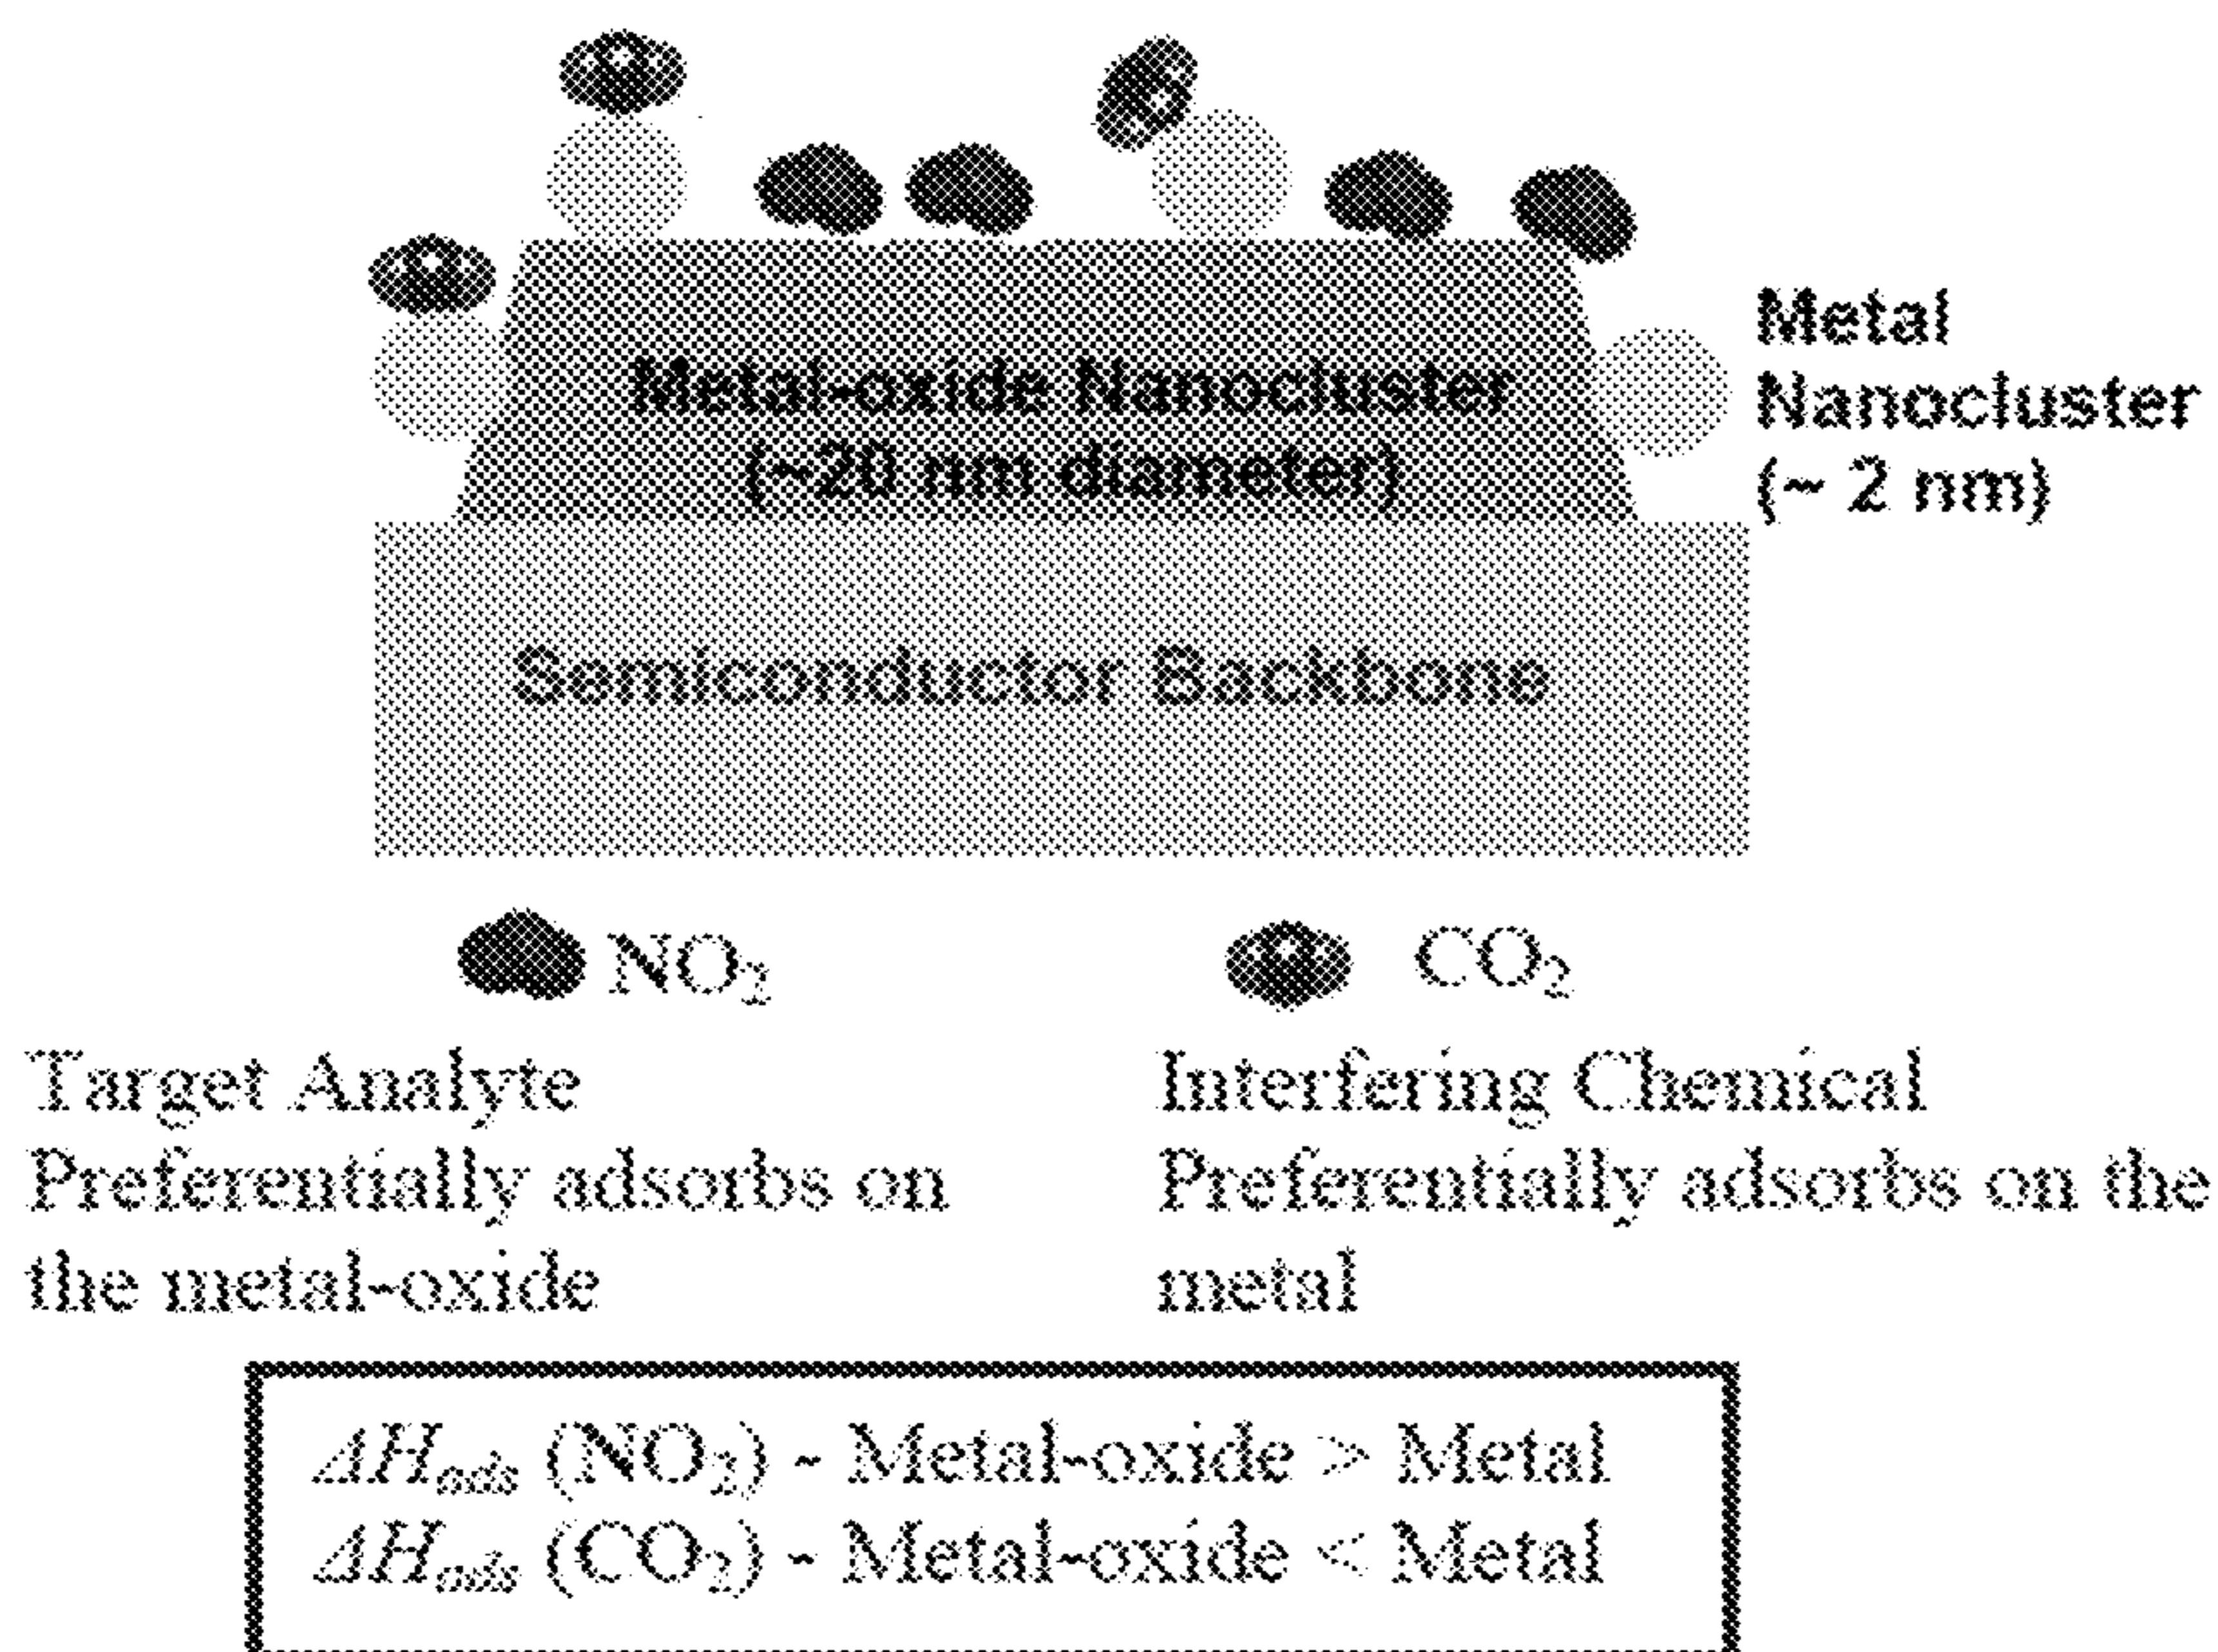 Metal
Nanocluster
(~ 2 nm)
Metal-oxide Nanocluster
(~20 nm diameter)
Semiconductor Backbone
NO₂
CO₂
Target Analyte
Preferentially adsorbs on
the metal-oxide
Interfering Chemical
Preferentially adsorbs on the
metal
ΔHₐds (NO₂) - Metal-oxide > Metal
ΔHₐds (CO₂) - Metal-oxide < Metal